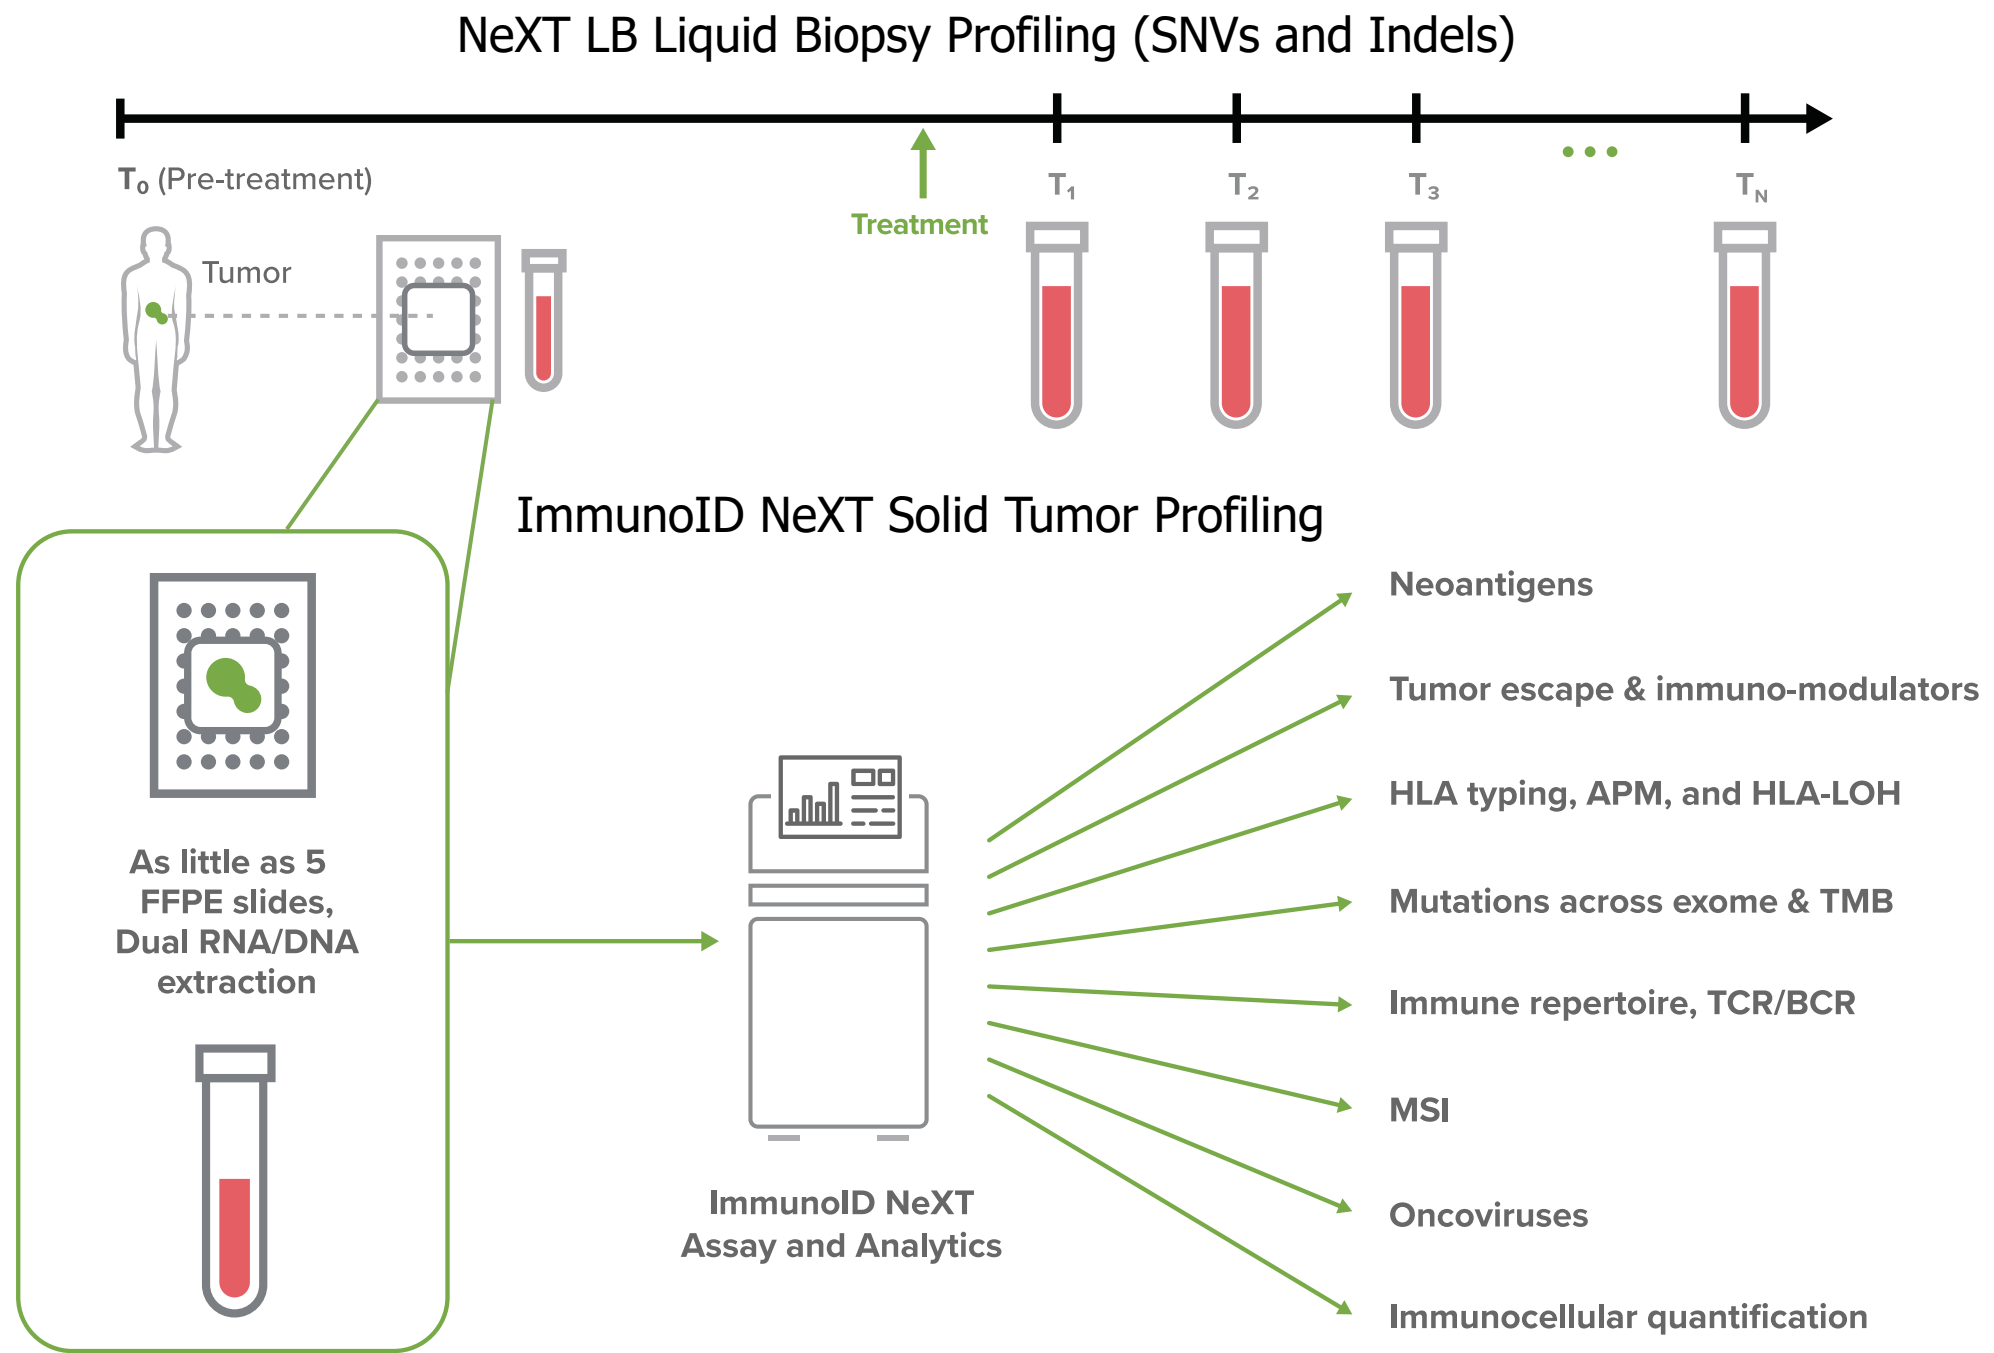 NeXT LB Liquid Biopsy Profiling (SNVs and Indels)
T₀ (Pre-treatment)
Treatment
T₁
T₂
T₃
T_N
Tumor
ImmunoID NeXT Solid Tumor Profiling
As little as 5
FFPE slides,
Dual RNA/DNA
extraction
ImmunoID NeXT
Assay and Analytics
Neoantigens
Tumor escape & immuno-modulators
HLA typing, APM, and HLA-LOH
Mutations across exome & TMB
Immune repertoire, TCR/BCR
MSI
Oncoviruses
Immunocellular quantification